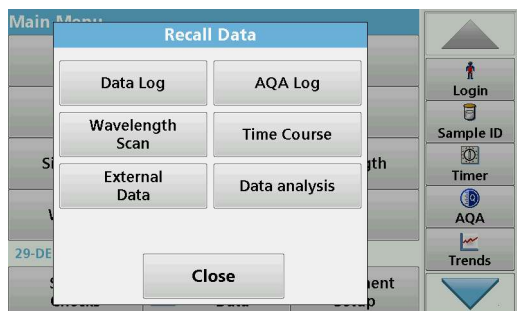 Main Menu
Recall Data
Data Log
AQA Log
Wavelength
Scan
Time Course
External
Data
Data analysis
Close
29-DE
Login
Sample ID
Timer
AQA
Trends